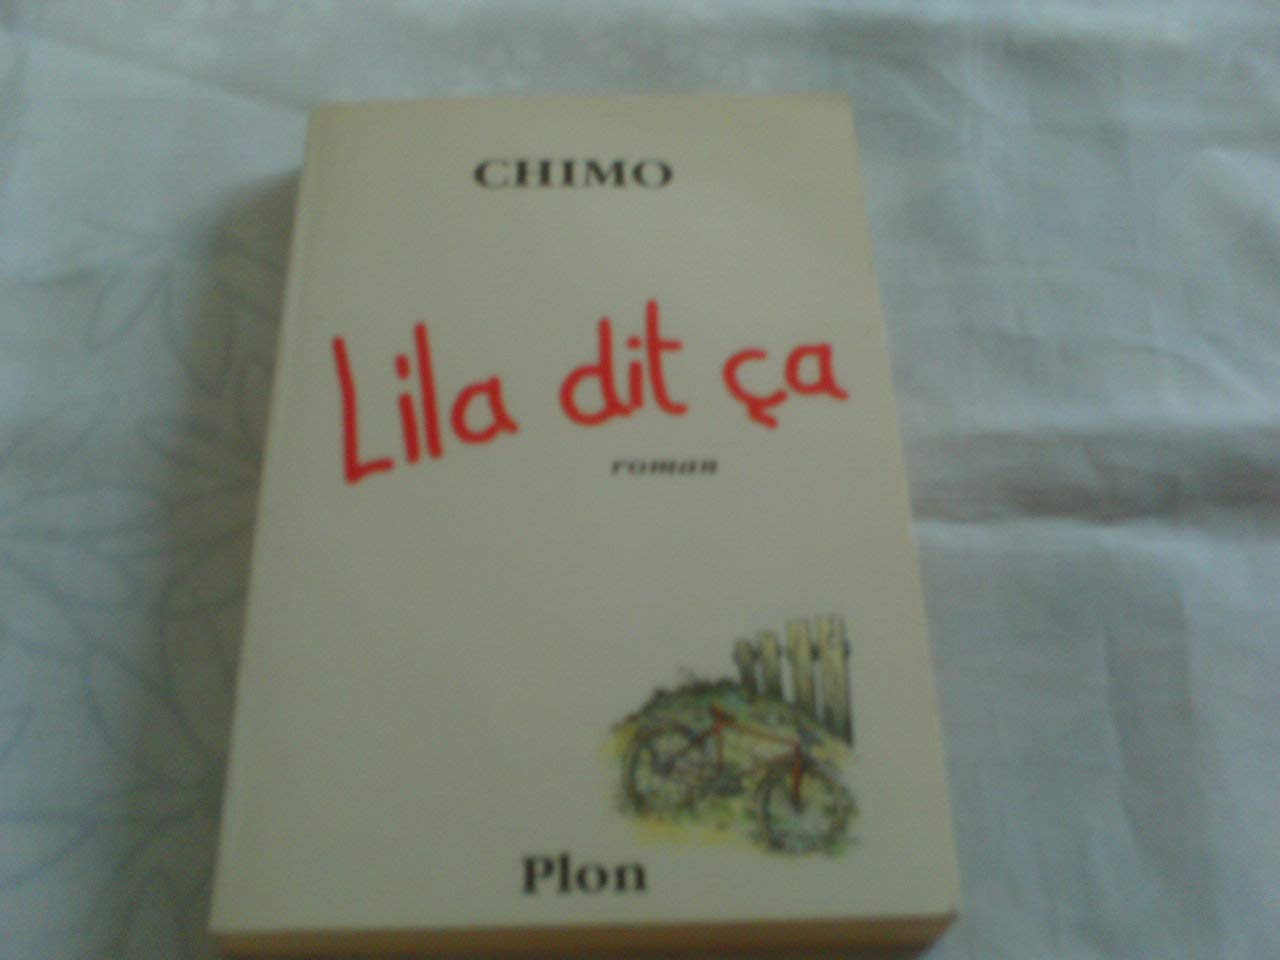 CHIMO
Lila dit ça
roman
Plon